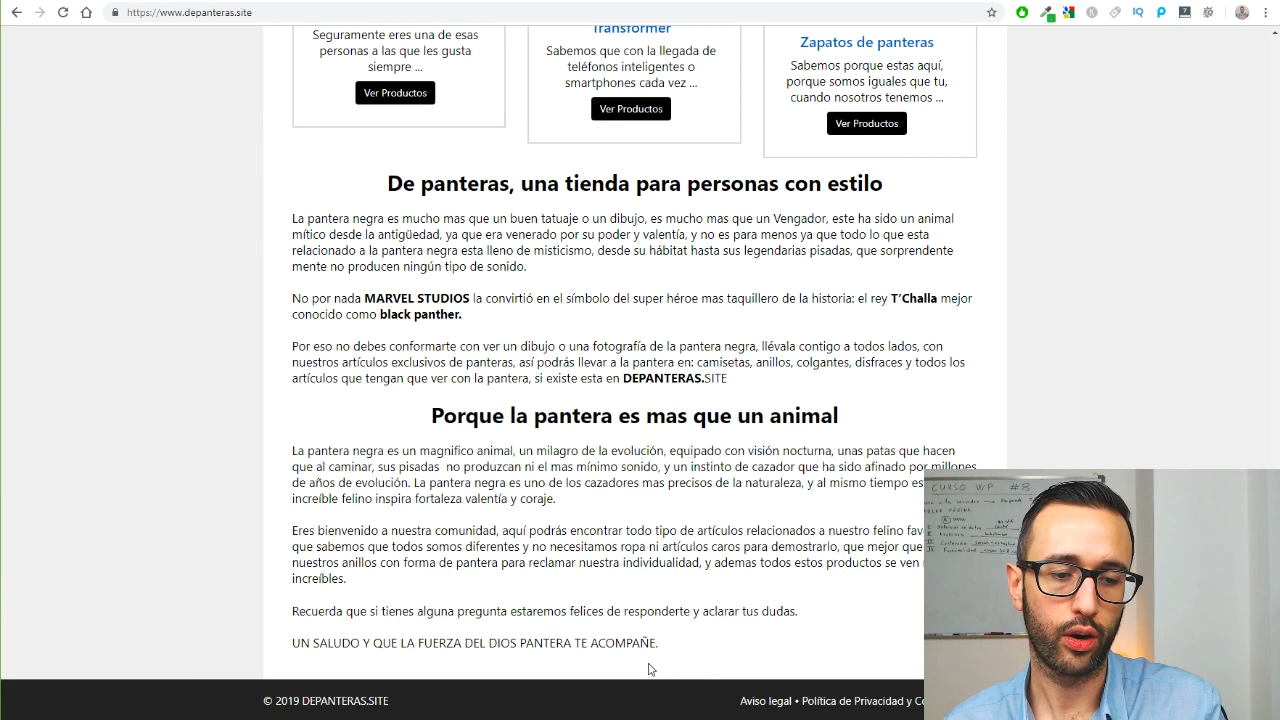 https://www.depanteras.site
Seguramente eres una de esas
personas a las que les gusta
siempre ...
Ver Productos
Transformer
Sabemos que con la llegada de
teléfonos inteligentes o
smartphones cada vez ...
Ver Productos
Zapatos de panteras
Sabemos porque estas aquí,
porque somos iguales que tu,
cuando nosotros tenemos ...
Ver Productos
De panteras, una tienda para personas con estilo
La pantera negra es mucho mas que un buen tatuaje o un dibujo, es mucho mas que un Vengador, este ha sido un animal
mítico desde la antigüedad, ya que era venerado por su poder y valentía, y no es para menos ya que todo lo que esta
relacionado a la pantera negra esta lleno de misticismo, desde su hábitat hasta sus legendarias pisadas, que sorprendente
mente no producen ningún tipo de sonido.
No por nada MARVEL STUDIOS la convirtió en el símbolo del super héroe mas taquillero de la historia: el rey T’Challa mejor
conocido como black panther.
Por eso no debes conformarte con ver un dibujo o una fotografía de la pantera negra, llévala contigo a todos lados, con
nuestros artículos exclusivos de panteras, así podrás llevar a la pantera en: camisetas, anillos, colgantes, disfraces y todos los
artículos que tengan que ver con la pantera, si existe esta en DEPANTERAS.SITE
Porque la pantera es mas que un animal
La pantera negra es un magnifico animal, un milagro de la evolución, equipado con visión nocturna, unas patas que hacen
que al caminar, sus pisadas no produzcan ni el mas mínimo sonido, y un instinto de cazador que ha sido afinado por millones
de años de evolución. La pantera negra es uno de los cazadores mas precisos de la naturaleza, y al mismo tiempo es
increíble felino inspira fortaleza valentía y coraje.
Eres bienvenido a nuestra comunidad, aquí podrás encontrar todo tipo de artículos relacionados a nuestro felino fav
que sabemos que todos somos diferentes y no necesitamos ropa ni artículos caros para demostrarlo, que mejor que
nuestros anillos con forma de pantera para reclamar nuestra individualidad, y ademas todos estos productos se ven
increíbles.
Recuerda que si tienes alguna pregunta estaremos felices de responderte y aclarar tus dudas.
UN SALUDO Y QUE LA FUERZA DEL DIOS PANTERA TE ACOMPAÑE.
© 2019 DEPANTERAS.SITE
Aviso legal • Política de Privacidad y Co
CURSO WP #8